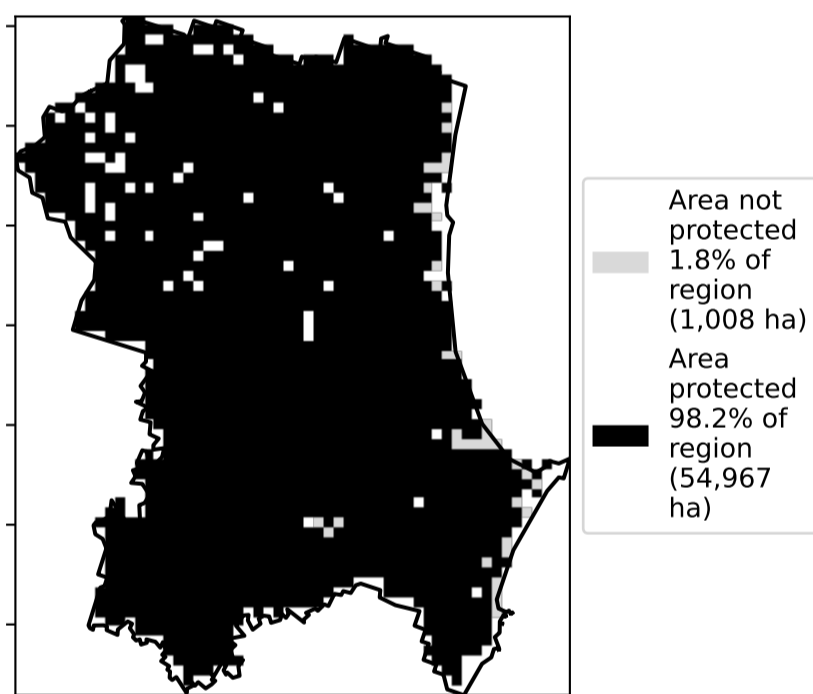 Area not
protected
1.8% of
region
(1,008 ha)
Area
protected
98.2% of
region
(54,967
ha)